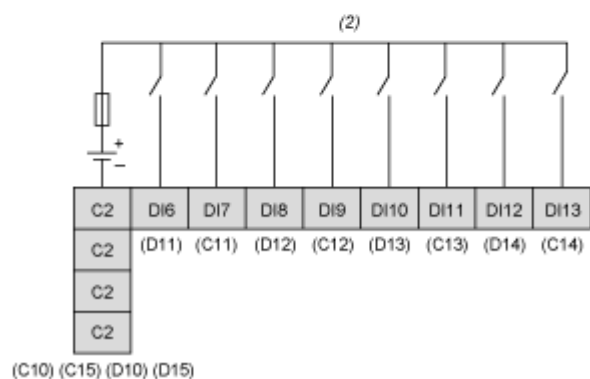 (2)
+
–
C2 DI6 DI7 DI8 DI9 DI10 DI11 DI12 DI13
C2 (D11) (C11) (D12) (C12) (D13) (C13) (D14) (C14)
C2
C2
(C10) (C15) (D10) (D15)